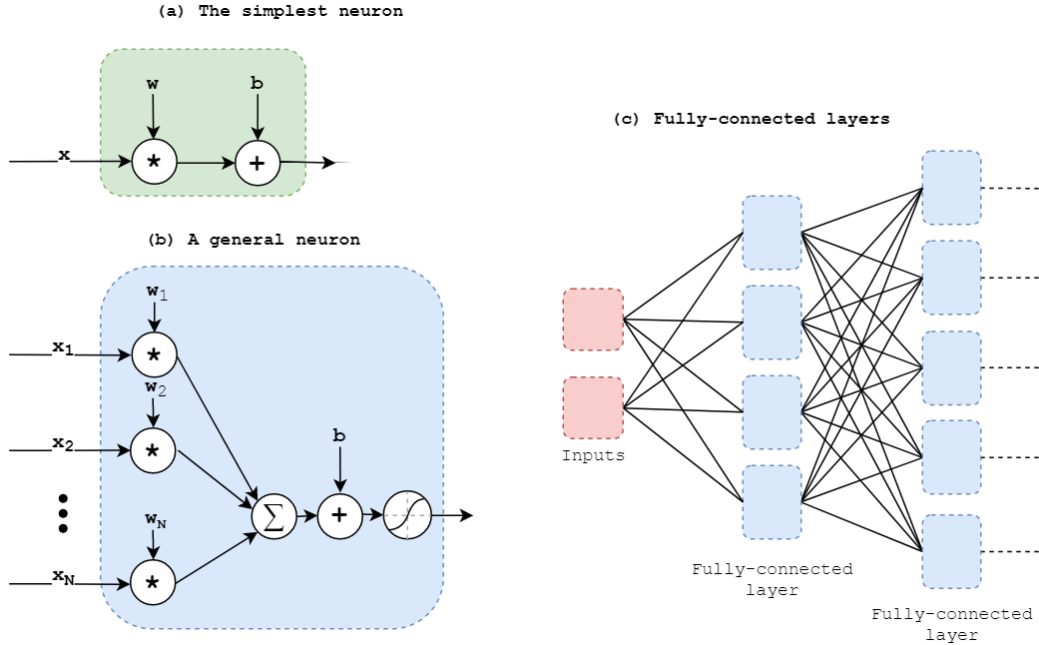 (a) The simplest neuron
w
b
x
*
+
(b) A general neuron
w1
x1
*
w2
x2
*
b
Σ
+
wN
xN
*
(c) Fully-connected layers
Inputs
Fully-connected
layer
Fully-connected
layer